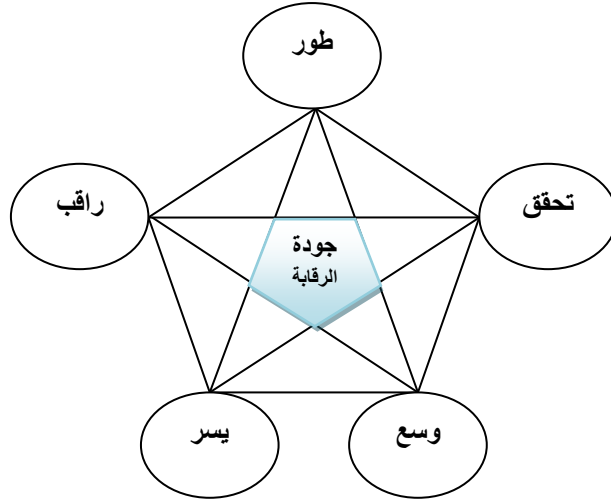 طور
تحقق
راقب
جودة
الرقابة
وسع
يسر